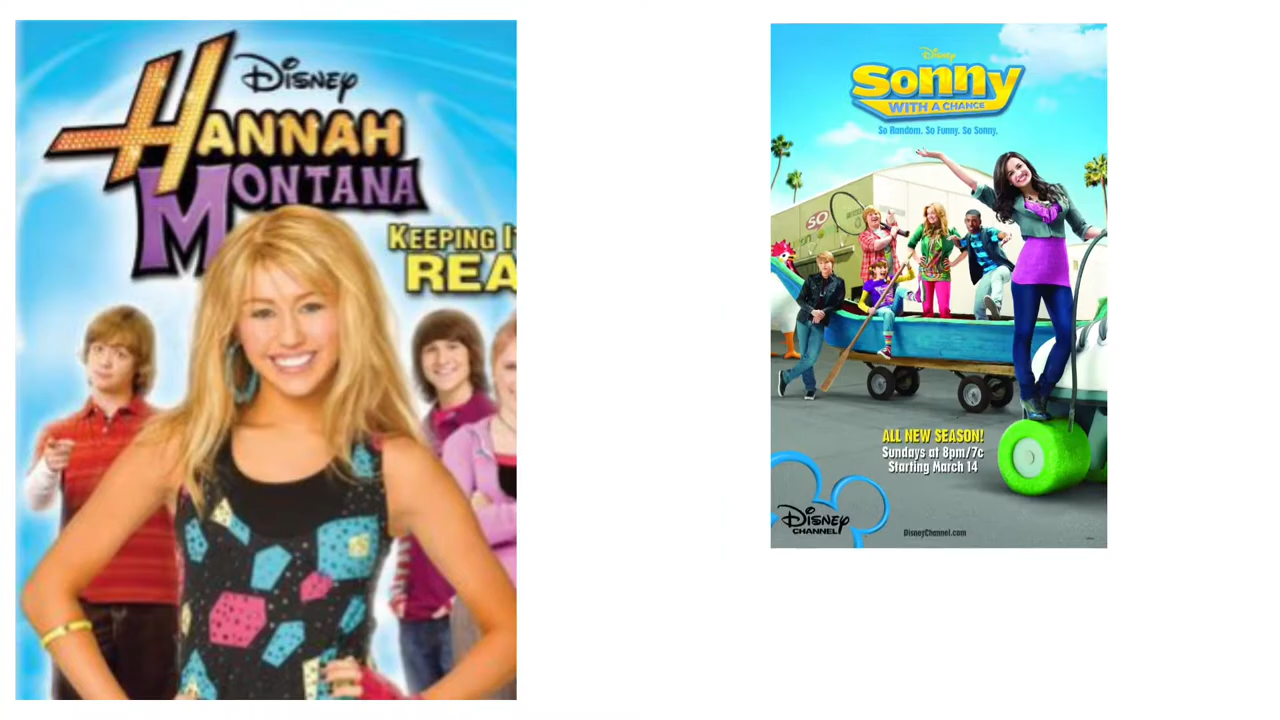 Disney
HANNAH
MONTANA
KEEPING
REA
Disney
Sonny
WITH A CHANCE
So Random. So Funny. So Sonny.
SO
ALL NEW SEASON!
Sundays at 8pm/7c
Starting March 14
Disney
CHANNEL
DisneyChannel.com